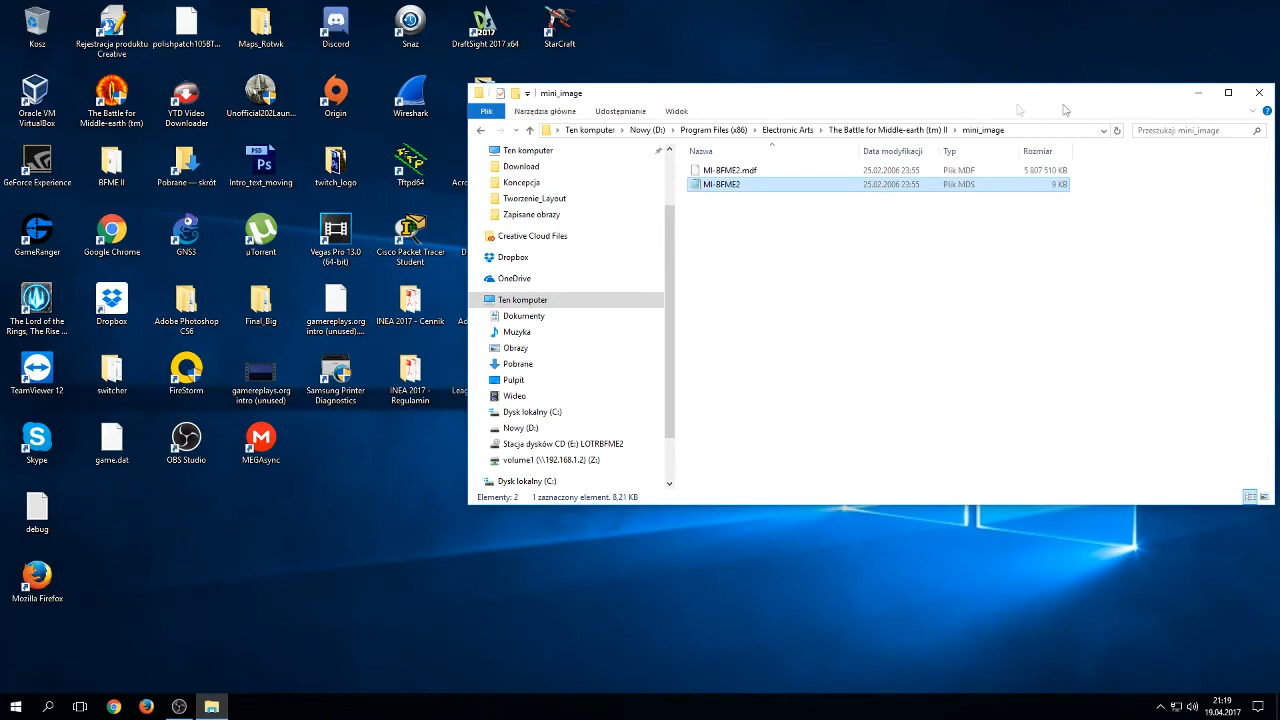 Kosz
Rejestracja produktu
Creative
polishpatch105BT...
Maps_Rotwk
Discord
Snaz
2017
DraftSight 2017 x64
StarCraft
Oracle VM
VirtualBox
The Battle for
Middle-earth (tm)
YTD Video
Downloader
Unofficial202Laun...
Origin
Wireshark
GeForce Experience
BFME II
Pobrane — skrót
PSD
Ps
Intro_text_moving
twitch_logo
Tftpd64
Acro
GameRanger
Google Chrome
GNS3
µTorrent
Vegas Pro 13.0
(64-bit)
Cisco Packet Tracer
Student
The Lord of the
Rings, The Rise ...
Dropbox
Adobe Photoshop
CS6
Final_Big
gamereplays.org
intro (unused)....
INEA 2017 - Cennik
TeamViewer 12
switcher
FireStorm
gamereplays.org
intro (unused)
Samsung Printer
Diagnostics
INEA 2017 -
Regulamin
Leag
Skype
game.dat
OBS Studio
MEGAsync
debug
Mozilla Firefox
mini_image
Plik
Narzędzia główne
Udostępnianie
Widok
Ten komputer
Nowy (D:)
Program Files (x86)
Electronic Arts
The Battle for Middle-earth (tm) II
mini_image
Przeszukaj: mini_image
Ten komputer
Download
Koncepcja
Tworzenie_Layout
Zapisane obrazy
Creative Cloud Files
Dropbox
OneDrive
Ten komputer
Dokumenty
Muzyka
Obrazy
Pobrane
Pulpit
Wideo
Dysk lokalny (C:)
Nowy (D:)
Stacja dysków CD (E:) LOTRBFME2
volume1 (\\192.168.1.2) (Z:)
Dysk lokalny (C:)
Nazwa
Data modyfikacji
Typ
Rozmiar
MI-BFME2.mdf
25.02.2006 23:55
Plik MDF
5 807 510 KB
MI-BFME2
25.02.2006 23:55
Plik MDS
9 KB
Elementy: 2
1 zaznaczony element. 8,21 KB
21:19
19.04.2017